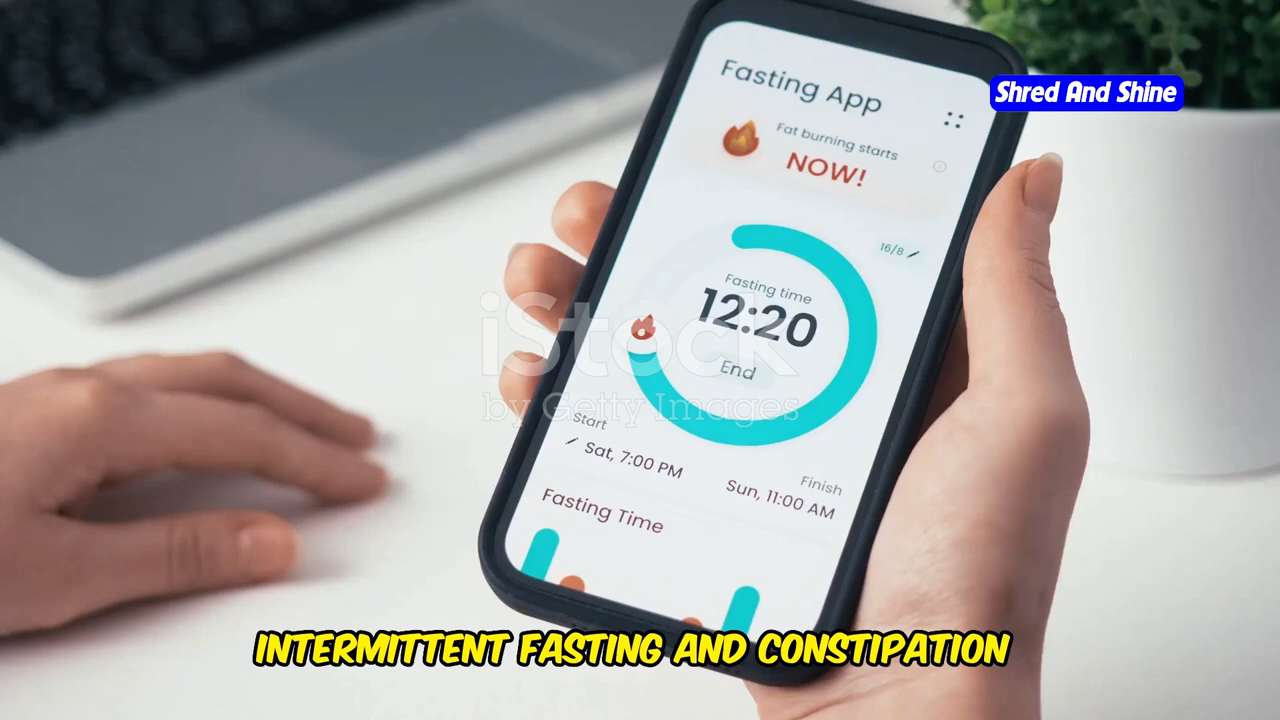 Shred And Shine
Fasting App
Fat burning starts
NOW!
16/8
Fasting time
12:20
End
Start
Sat, 7:00 PM
Finish
Sun, 11:00 AM
Fasting Time
iStock
by Getty Images
INTERMITTENT FASTING AND CONSTIPATION